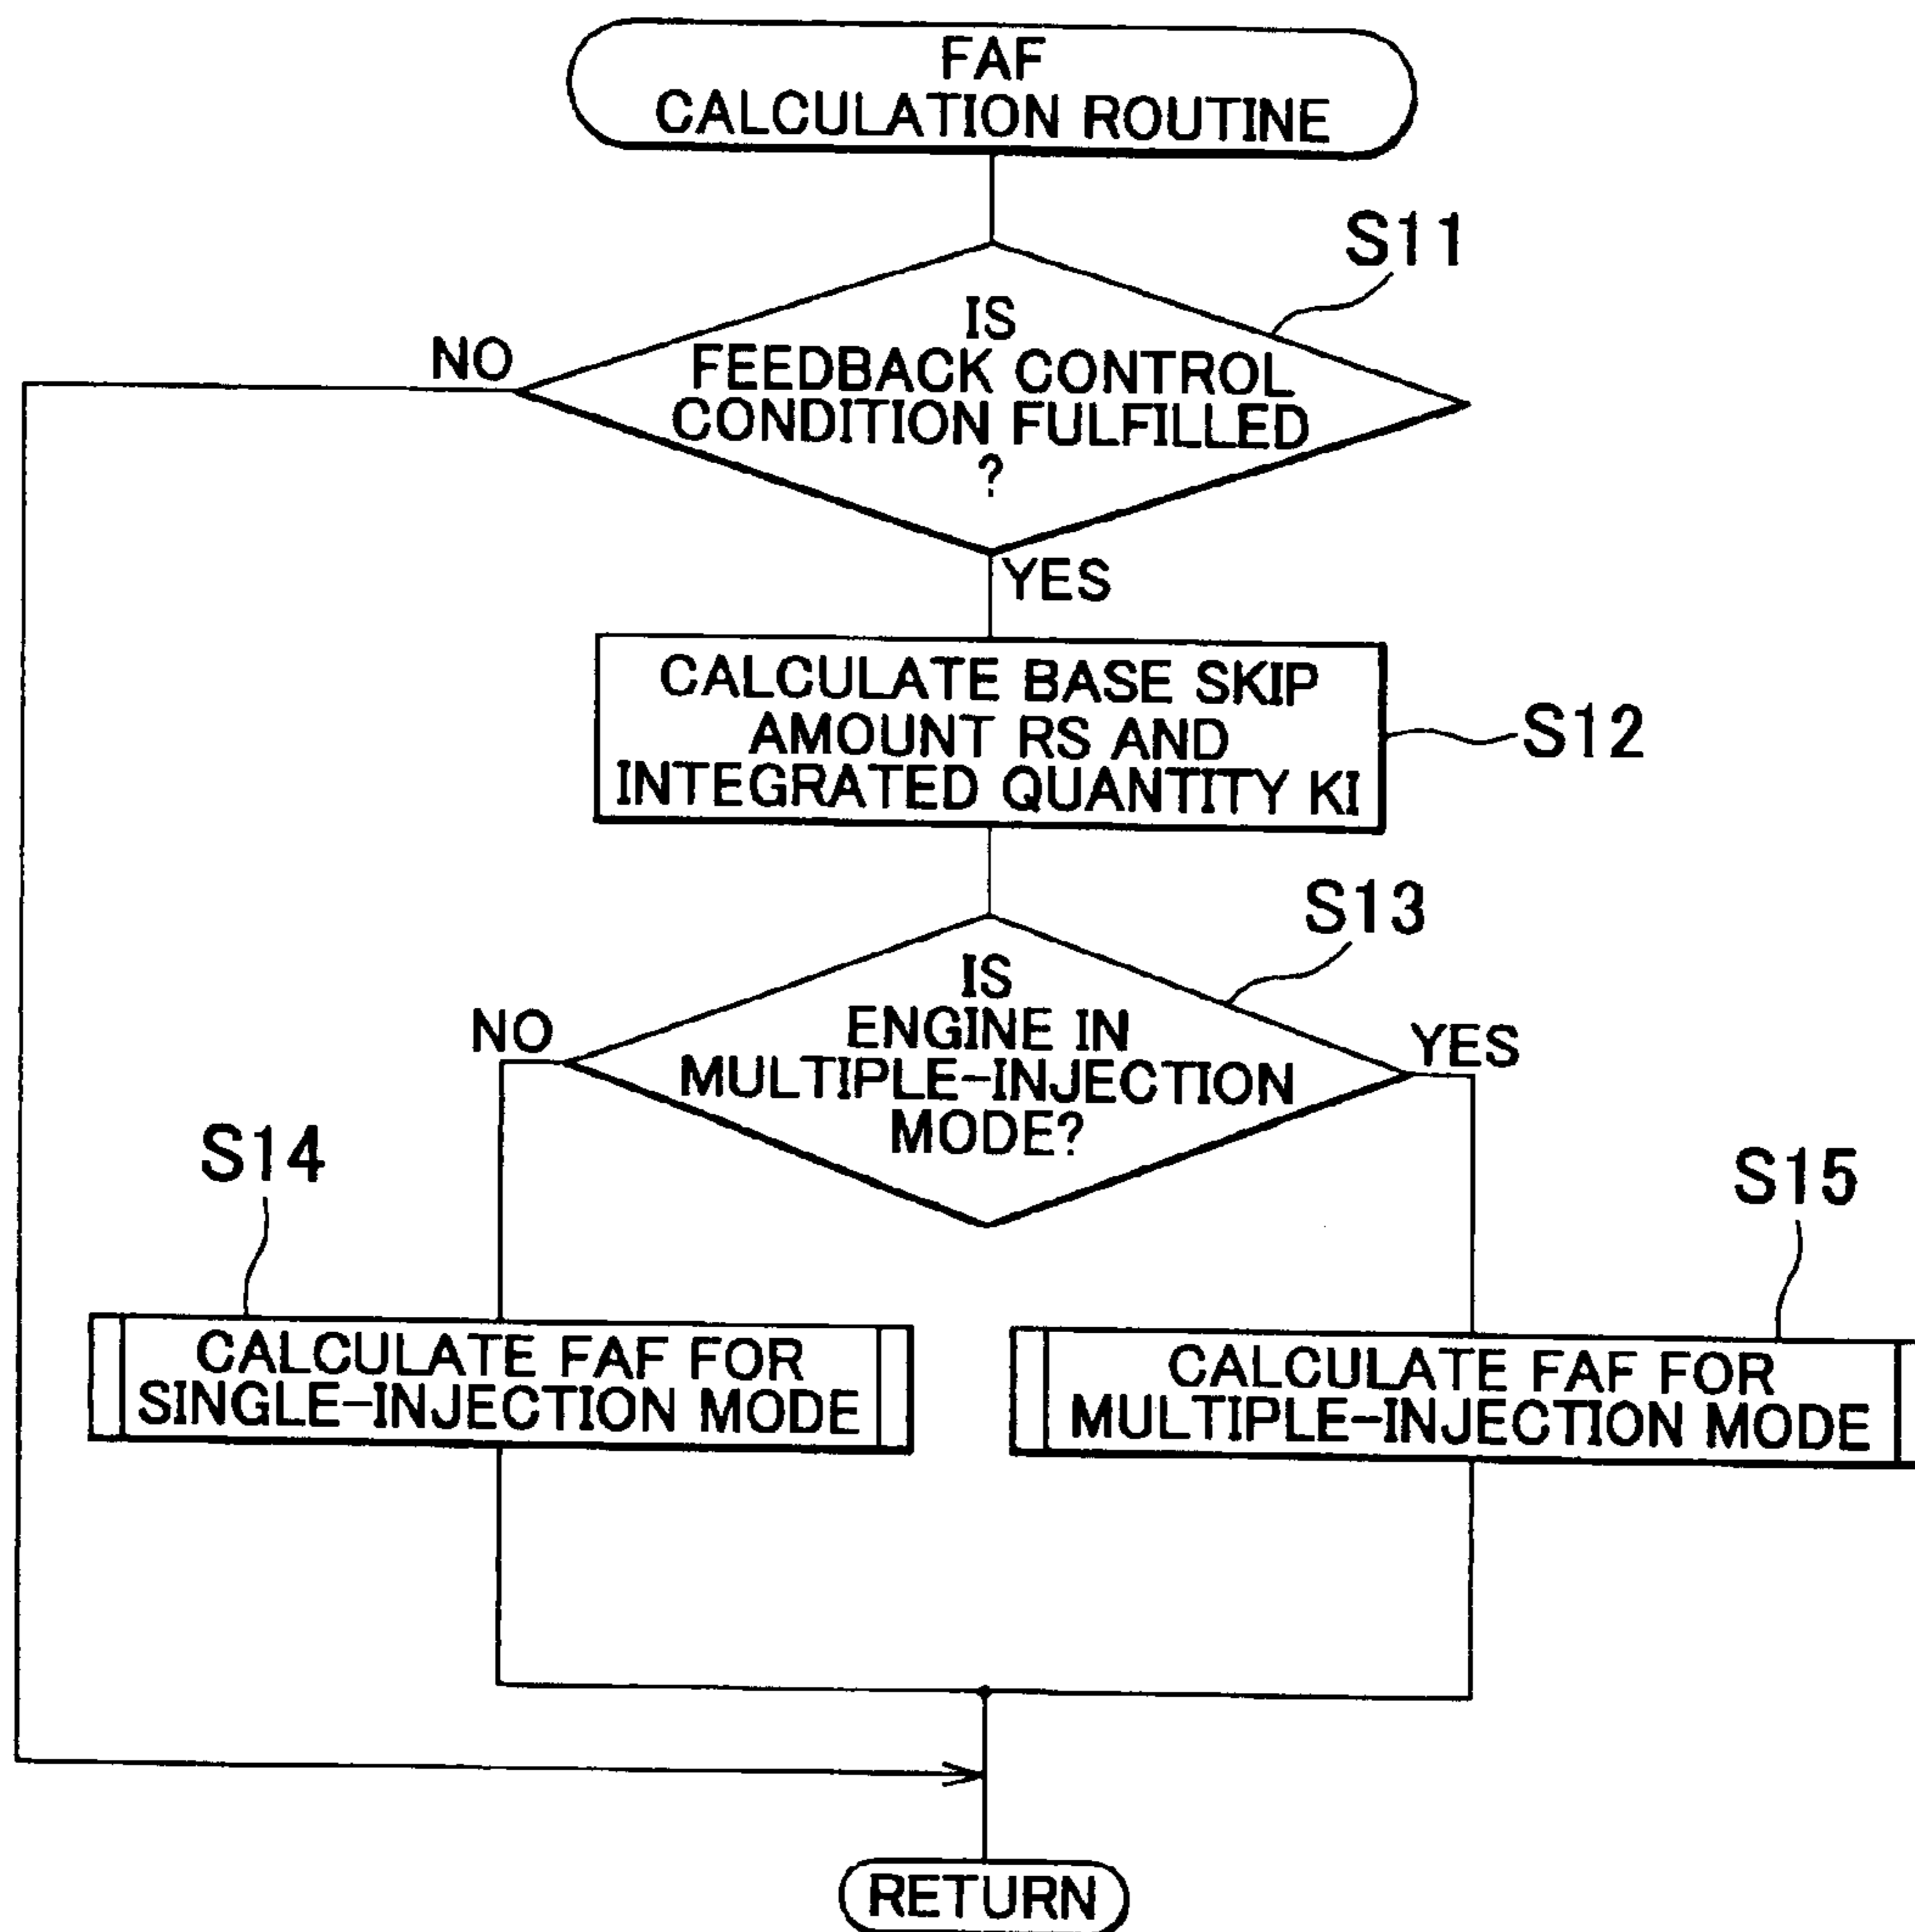 FAF
CALCULATION ROUTINE
S11
IS
FEEDBACK CONTROL
CONDITION FULFILLED
?
NO
YES
CALCULATE BASE SKIP
AMOUNT RS AND
INTEGRATED QUANTITY KI
S12
S13
IS
ENGINE IN
MULTIPLE-INJECTION
MODE?
NO
YES
S14
S15
CALCULATE FAF FOR
SINGLE-INJECTION MODE
CALCULATE FAF FOR
MULTIPLE-INJECTION MODE
RETURN